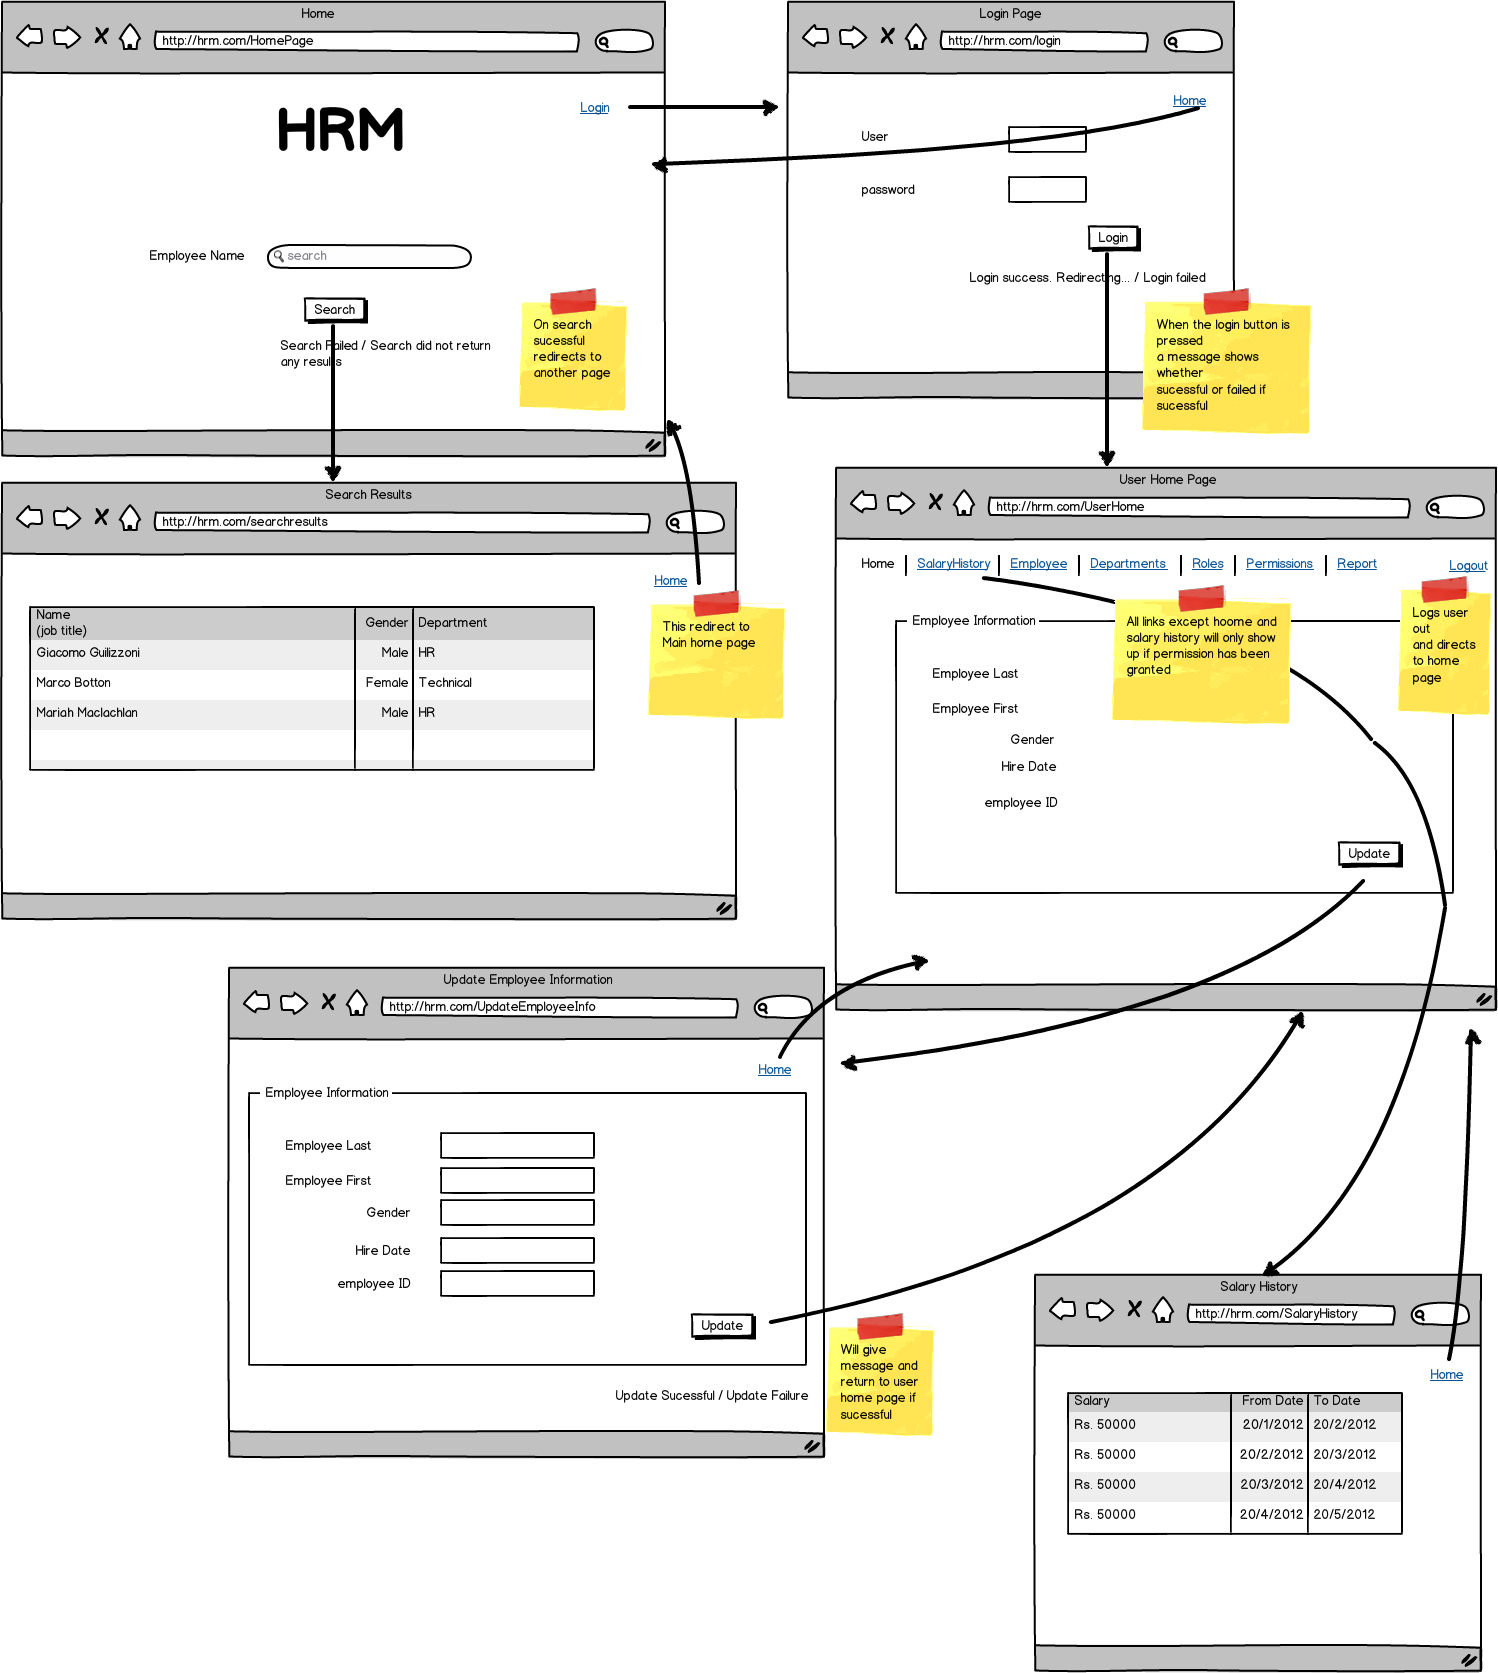 Home
http://hrm.com/HomePage
Login
HRM
Employee Name
search
Search
Search Failed / Search did not return
any results
On search
sucessful
redirects to
another page
Login Page
http://hrm.com/login
Home
User
password
Login
Login success. Redirecting... / Login failed
When the login button is
pressed
a message shows
whether
sucessful or failed if
sucessful
Search Results
http://hrm.com/searchresults
Home
This redirect to
Main home page
Name
(job title) Gender Department
Giacomo Guilizzoni Male HR
Marco Botton Female Technical
Mariah Maclachlan Male HR
User Home Page
http://hrm.com/UserHome
Home SalaryHistory Employee Departments Roles Permissions Report Logout
Employee Information
All links except hoome and
salary history will only show
up if permission has been
granted
Logs user
out
and directs
to home
page
Employee Last
Employee First
Gender
Hire Date
employee ID
Update
Update Employee Information
http://hrm.com/UpdateEmployeeInfo
Home
Employee Information
Employee Last
Employee First
Gender
Hire Date
employee ID
Update
Update Sucessful / Update Failure
Will give
message and
return to user
home page if
sucessful
Salary History
http://hrm.com/SalaryHistory
Home
Salary From Date To Date
Rs. 50000 20/1/2012 20/2/2012
Rs. 50000 20/2/2012 20/3/2012
Rs. 50000 20/3/2012 20/4/2012
Rs. 50000 20/4/2012 20/5/2012